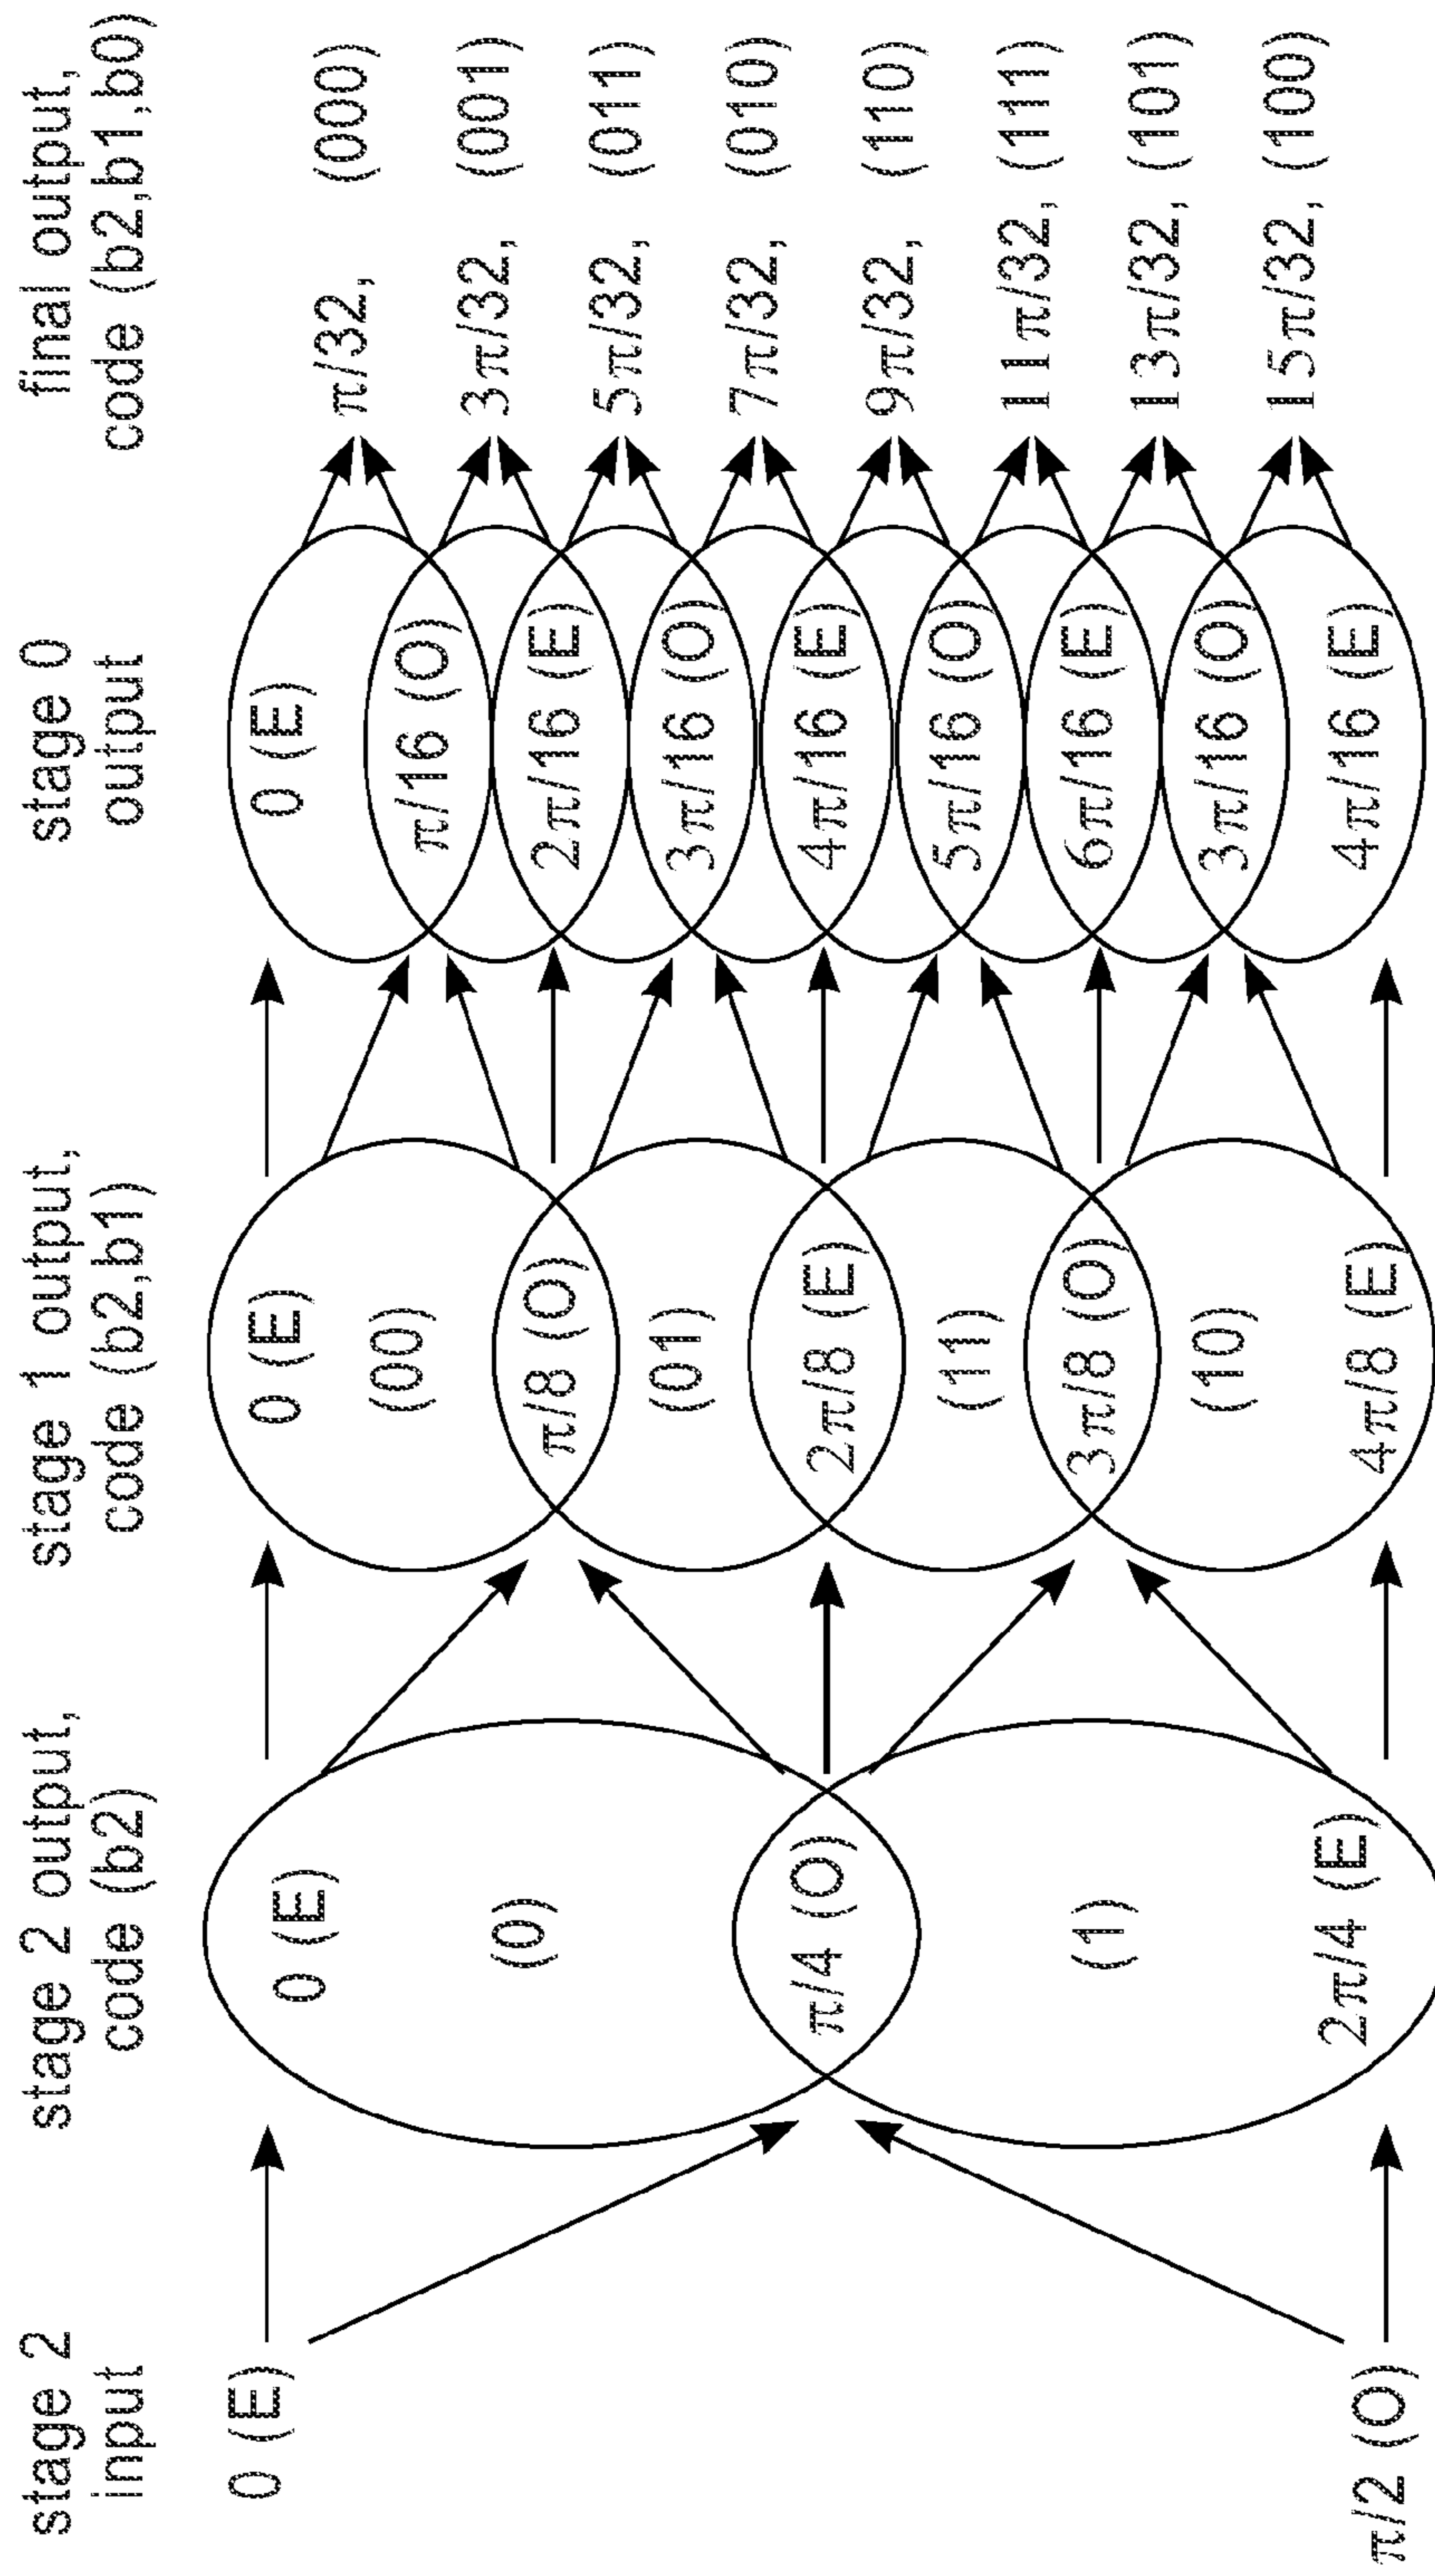 stage 2
input
0 (E)
π/2 (O)
stage 2 output,
code (b2)
0 (E)
(0)
π/4 (O)
(1)
2π/4 (E)
stage 1 output,
code (b2,b1)
0 (E)
(00)
π/8 (O)
(01)
2π/8 (E)
(11)
3π/8 (O)
(10)
4π/8 (E)
stage 0
output
0 (E)
π/16 (O)
2π/16 (E)
3π/16 (O)
4π/16 (E)
5π/16 (O)
6π/16 (E)
3π/16 (O)
4π/16 (E)
final output,
code (b2,b1,b0)
π/32, (000)
3π/32, (001)
5π/32, (011)
7π/32, (010)
9π/32, (110)
11π/32, (111)
13π/32, (101)
15π/32, (100)